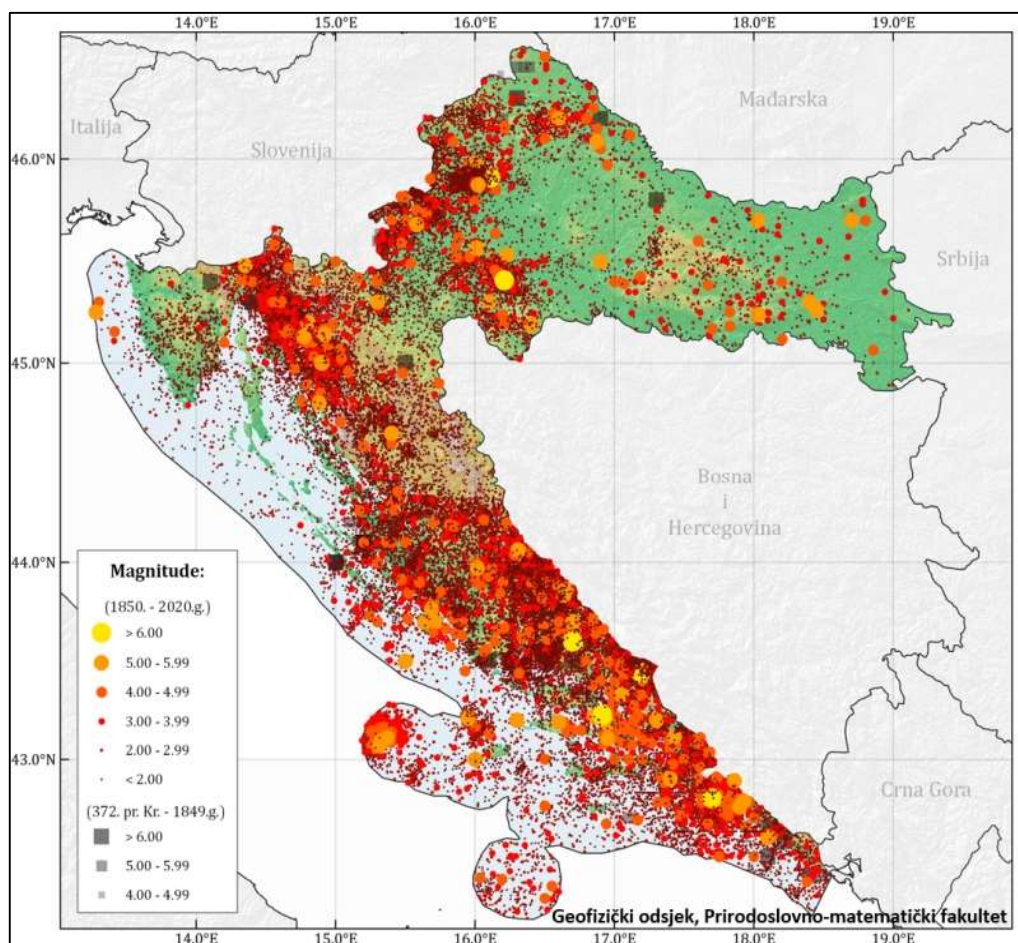 14.0°E 15.0°E 16.0°E 17.0°E 18.0°E 19.0°E
Mađarska
Italija
Slovenija
46.0°N
Srbija
45.0°N
Bosna
i
Hercegovina
44.0°N
Magnitude:
(1850. - 2020.g.)
> 6.00
5.00 - 5.99
4.00 - 4.99
3.00 - 3.99
2.00 - 2.99
< 2.00
(372. pr. Kr. - 1849.g.)
> 6.00
5.00 - 5.99
4.00 - 4.99
43.0°N
Crna Gora
Geofizički odsjek, Prirodoslovno-matematički fakultet
14.0°E 15.0°E 16.0°E 17.0°E 18.0°E 19.0°E